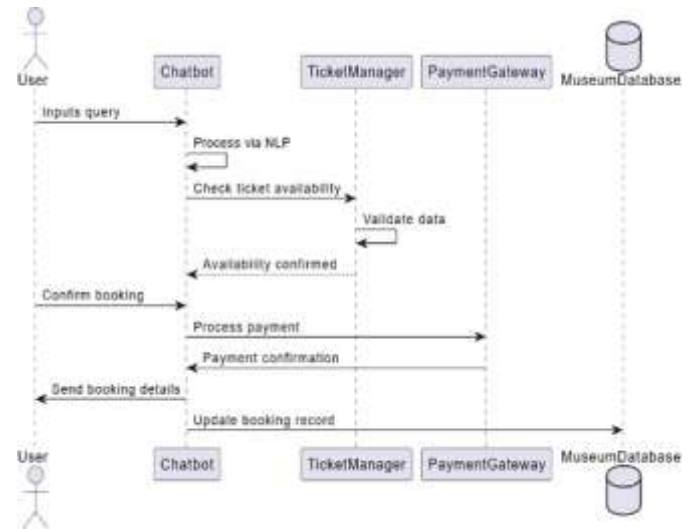 User
Chatbot
TicketManager
PaymentGateway
MuseumDatabase
Inputs query
Process via NLP
Check ticket availability
Validate data
Availability confirmed
Confirm booking
Process payment
Payment confirmation
Send booking details
Update booking record
User
Chatbot
TicketManager
PaymentGateway
MuseumDatabase